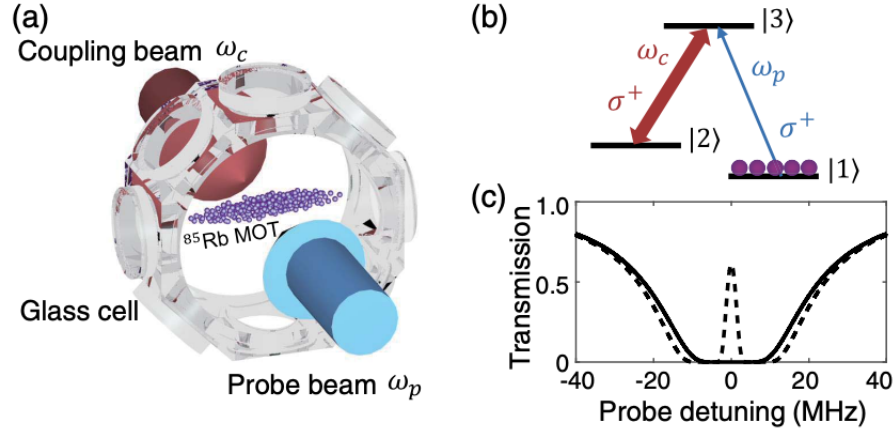 (a)
Coupling beam ω_c
⁸⁵Rb MOT
Glass cell
Probe beam ω_p
(b)
|3⟩
ω_c
ω_p
σ⁺
σ⁺
|2⟩
|1⟩
(c)
Transmission
1.0
0.5
0
-40
-20
0
20
40
Probe detuning (MHz)